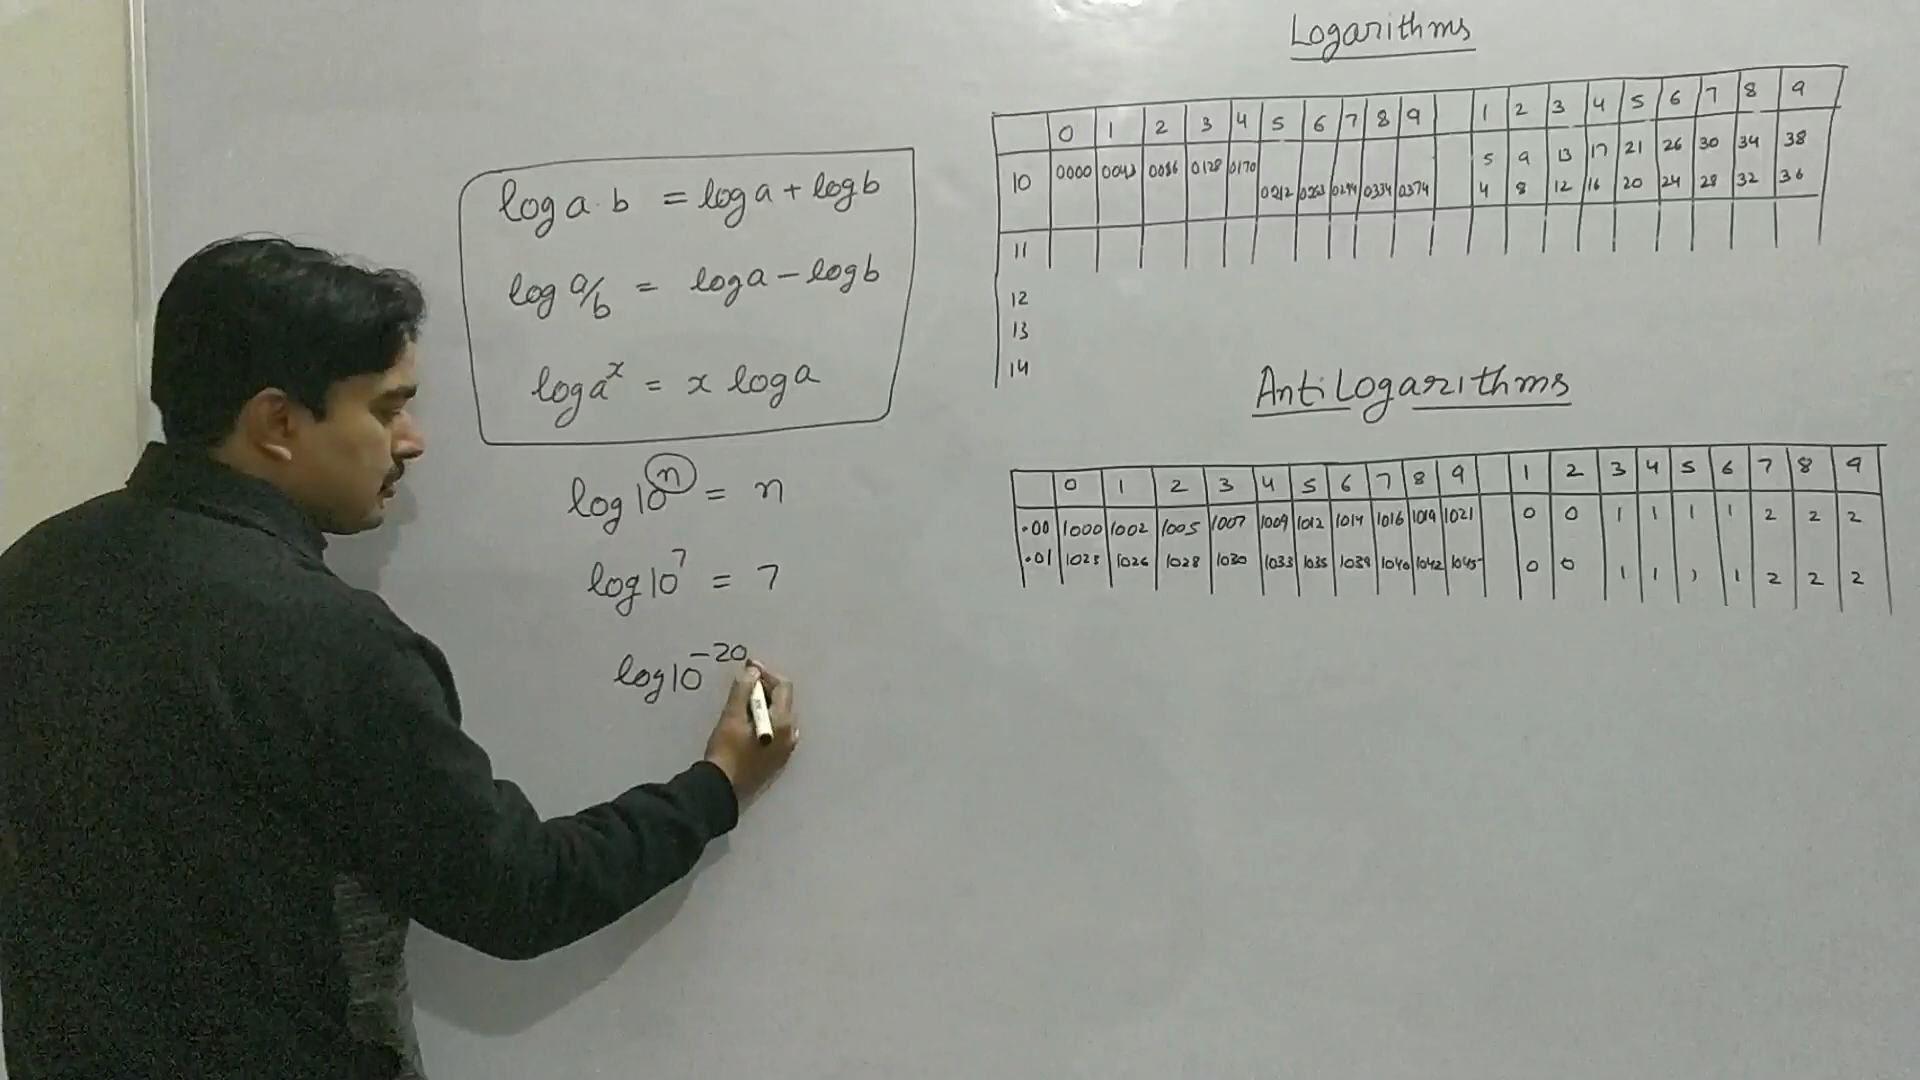 log a·b = log a + log b
log a/b = log a − log b
log aˣ = x log a
log 10ⁿ = n
log 10⁷ = 7
log 10⁻²⁰
Logarithms
0 1 2 3 4 5 6 7 8 9 1 2 3 4 5 6 7 8 9
10 0000 0043 0086 0128 0170 5 9 13 17 21 26 30 34 38
0212 0253 0294 0334 0374 4 8 12 16 20 24 28 32 36
11
12
13
14
AntiLogarithms
0 1 2 3 4 5 6 7 8 9 1 2 3 4 5 6 7 8 9
.00 1000 1002 1005 1007 1009 1012 1014 1016 1019 1021 0 0 1 1 1 1 2 2 2
.01 1023 1026 1028 1030 1033 1035 1038 1040 1042 1045 0 0 1 1 1 1 2 2 2